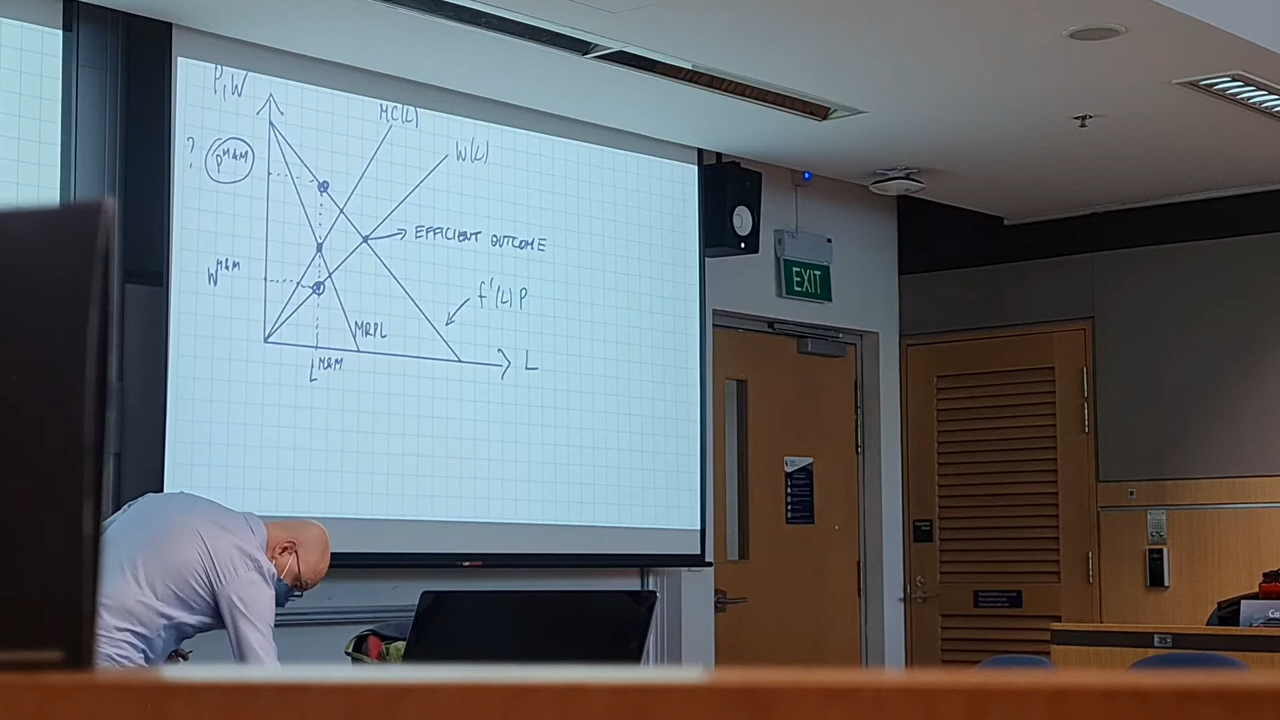 P,W
MC(L)
W(L)
?
P^M&M
EFFICIENT OUTCOME
W^M&M
f'(L)P
MRPL
L^M&M
L
EXIT